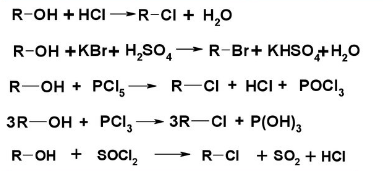 R-OH + HCl → R-Cl + H₂O
R-OH + KBr + H₂SO₄ → R-Br + KHSO₄ + H₂O
R-OH + PCl₅ → R-Cl + HCl + POCl₃
3R-OH + PCl₃ → 3R-Cl + P(OH)₃
R-OH + SOCl₂ → R-Cl + SO₂ + HCl